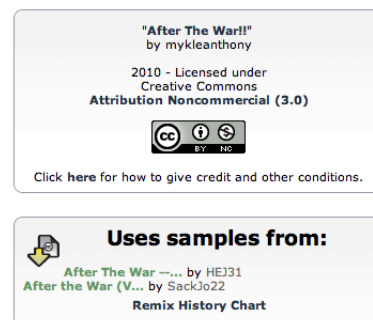 "After The War!!"
by mykleanthony
2010 - Licensed under
Creative Commons
Attribution Noncommercial (3.0)
cc
BY NC
Click here for how to give credit and other conditions.
Uses samples from:
After The War --... by HEJ31
After the War (V... by SackJo22
Remix History Chart